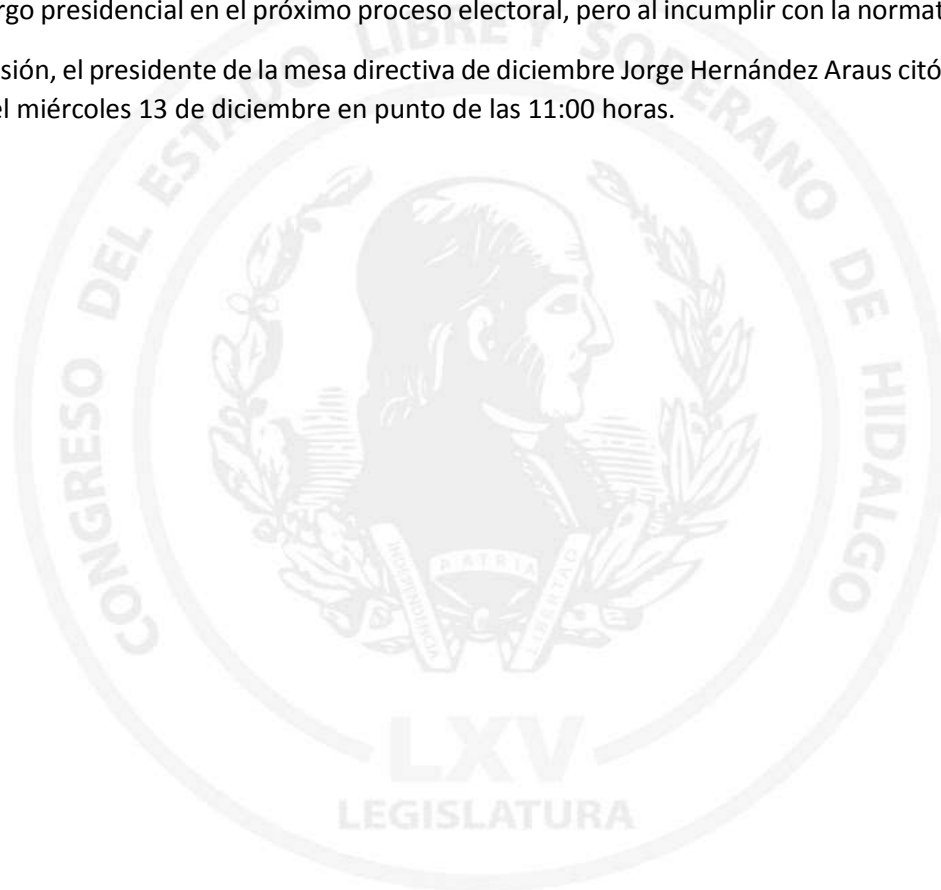 rgo presidencial en el próximo proceso electoral, pero al incumplir con la normat
sión, el presidente de la mesa directiva de diciembre Jorge Hernández Araus citó
el miércoles 13 de diciembre en punto de las 11:00 horas.
CONGRESO DEL ESTADO LIBRE Y SOBERANO DE HIDALGO
PATRIA
INDEPENDENCIA
LIBERTAD
LXV
LEGISLATURA